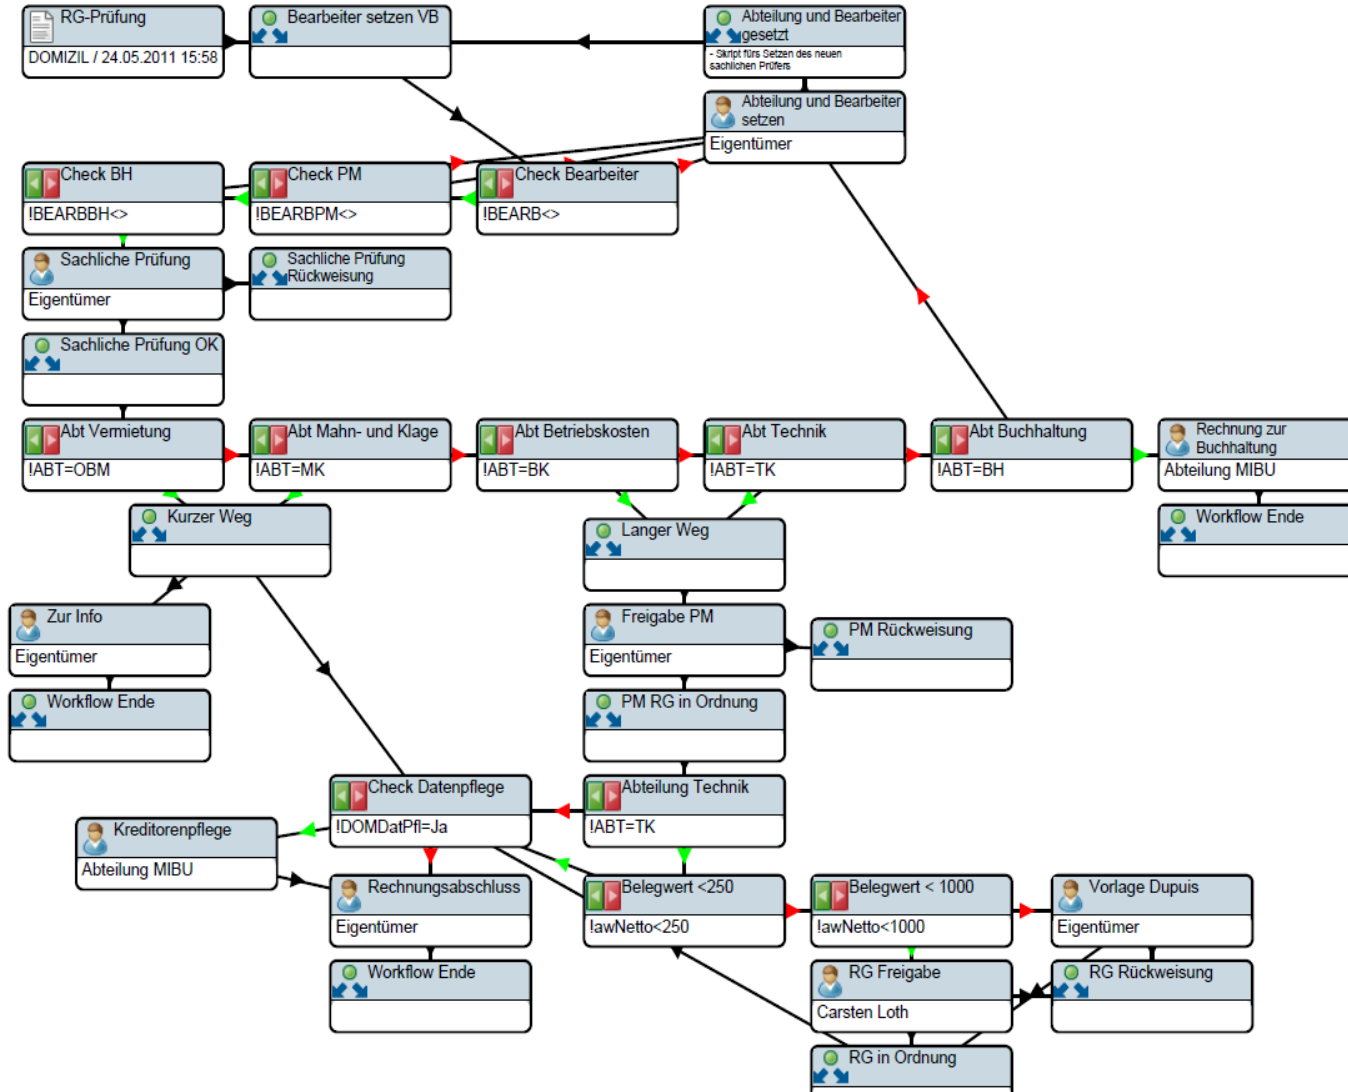 RG-Prüfung
DOMIZIL / 24.05.2011 15:58
Bearbeiter setzen VB
Abteilung und Bearbeiter
gesetzt
- Skript fürs Setzen des neuen
sachlichen Prüfers
Abteilung und Bearbeiter
setzen
Eigentümer
Check BH
!BEARBBH<>
Check PM
!BEARBPM<>
Check Bearbeiter
!BEARB<>
Sachliche Prüfung
Eigentümer
Sachliche Prüfung
Rückweisung
Sachliche Prüfung OK
Abt Vermietung
!ABT=OBM
Abt Mahn- und Klage
!ABT=MK
Abt Betriebskosten
!ABT=BK
Abt Technik
!ABT=TK
Abt Buchhaltung
!ABT=BH
Rechnung zur
Buchhaltung
Abteilung MIBU
Kurzer Weg
Langer Weg
Workflow Ende
Zur Info
Eigentümer
Freigabe PM
Eigentümer
PM Rückweisung
Workflow Ende
PM RG in Ordnung
Check Datenpflege
!DOMDatPfl=Ja
Abteilung Technik
!ABT=TK
Kreditorenpflege
Abteilung MIBU
Rechnungsabschluss
Eigentümer
Belegwert <250
!awNetto<250
Belegwert < 1000
!awNetto<1000
Vorlage Dupuis
Eigentümer
Workflow Ende
RG Freigabe
Carsten Loth
RG Rückweisung
RG in Ordnung